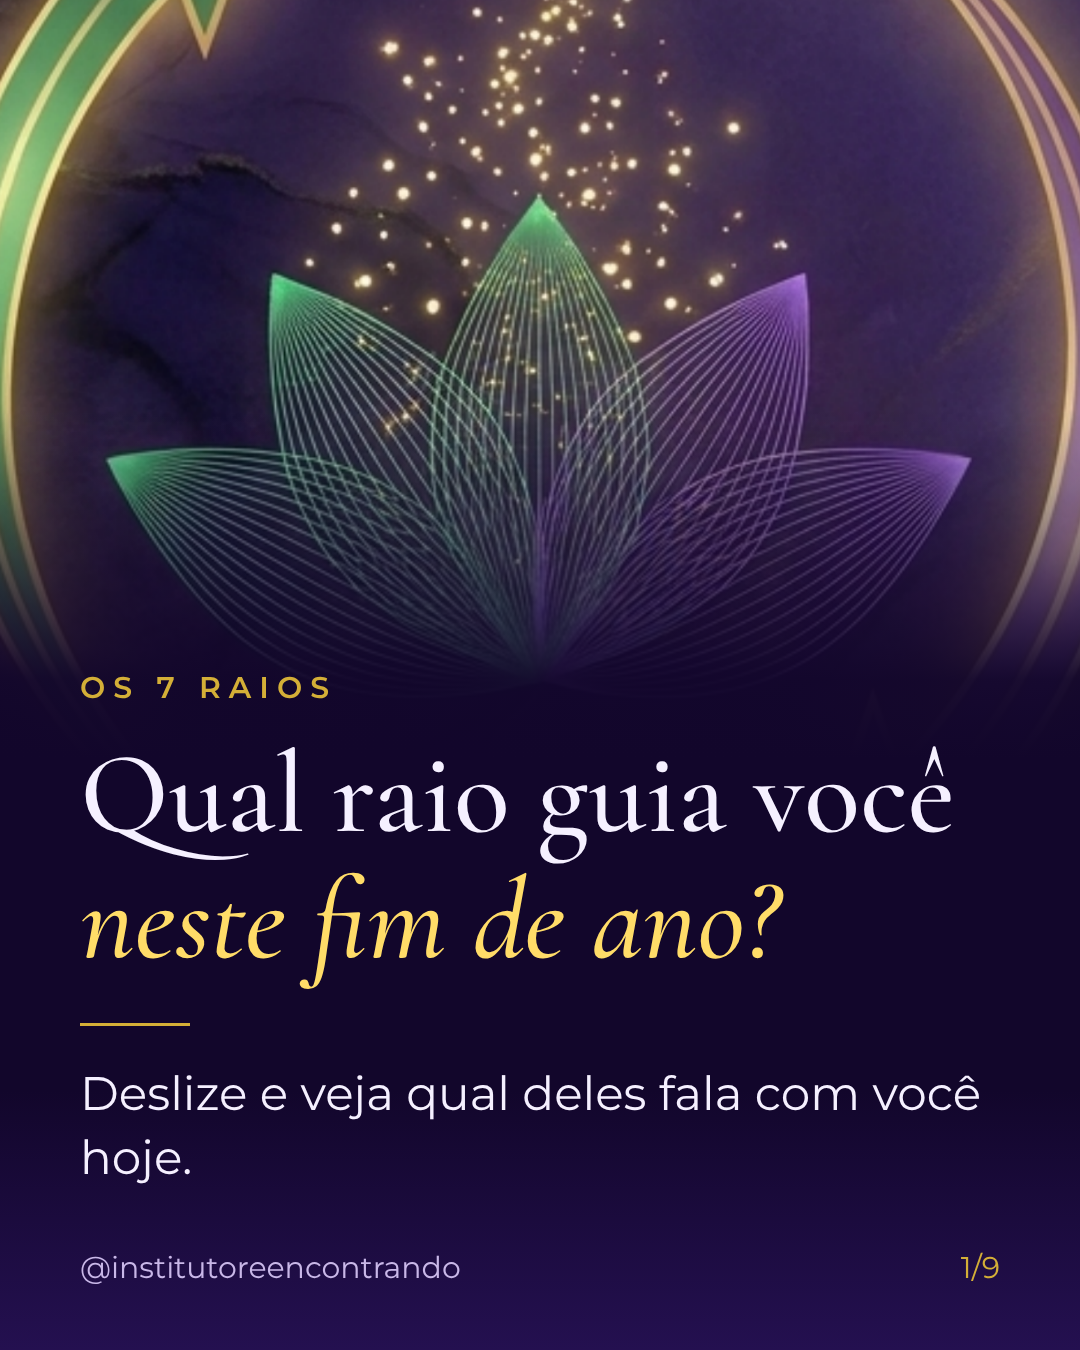 OS 7 RAIOS
Qual raio guia você
neste fim de ano?
Deslize e veja qual deles fala com você
hoje.
@institutoreencontrando
1/9